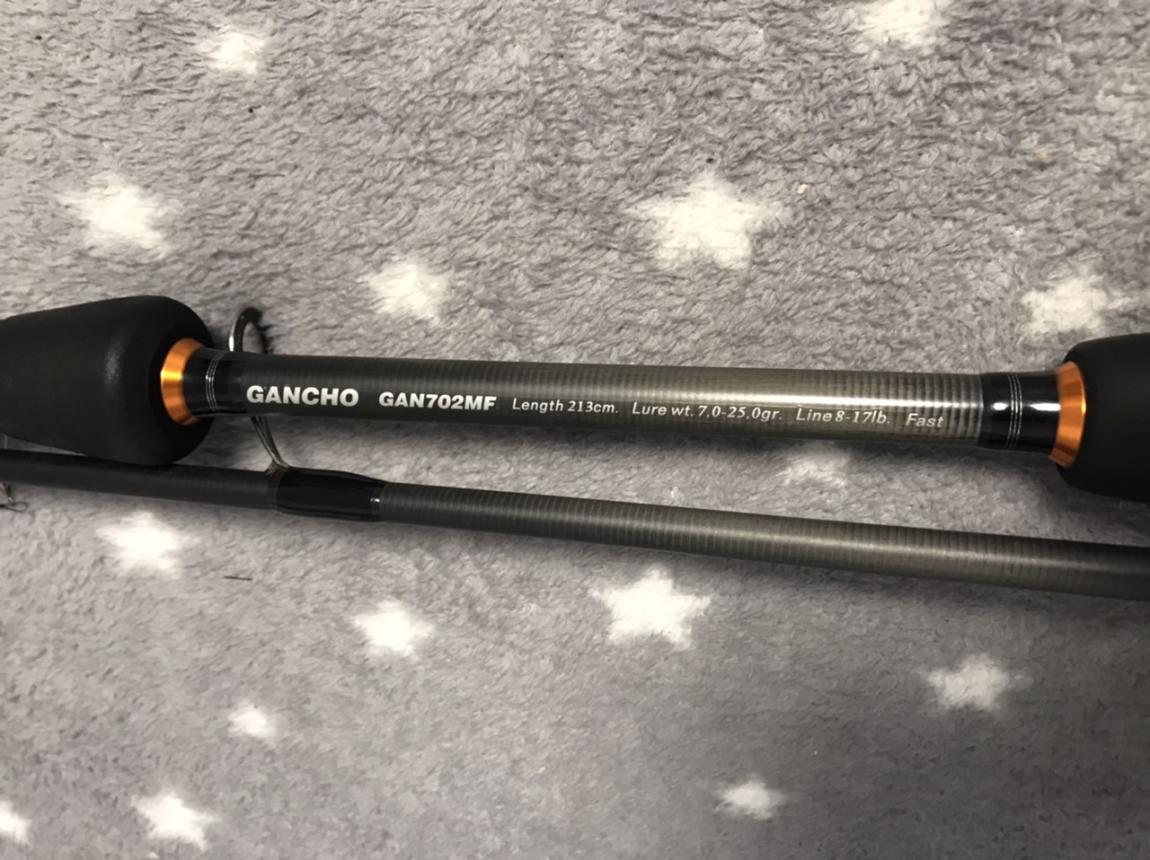 GANCHO GAN702MF Length 213cm. Lure wt. 7.0-25.0gr. Line 8-17lb. Fast